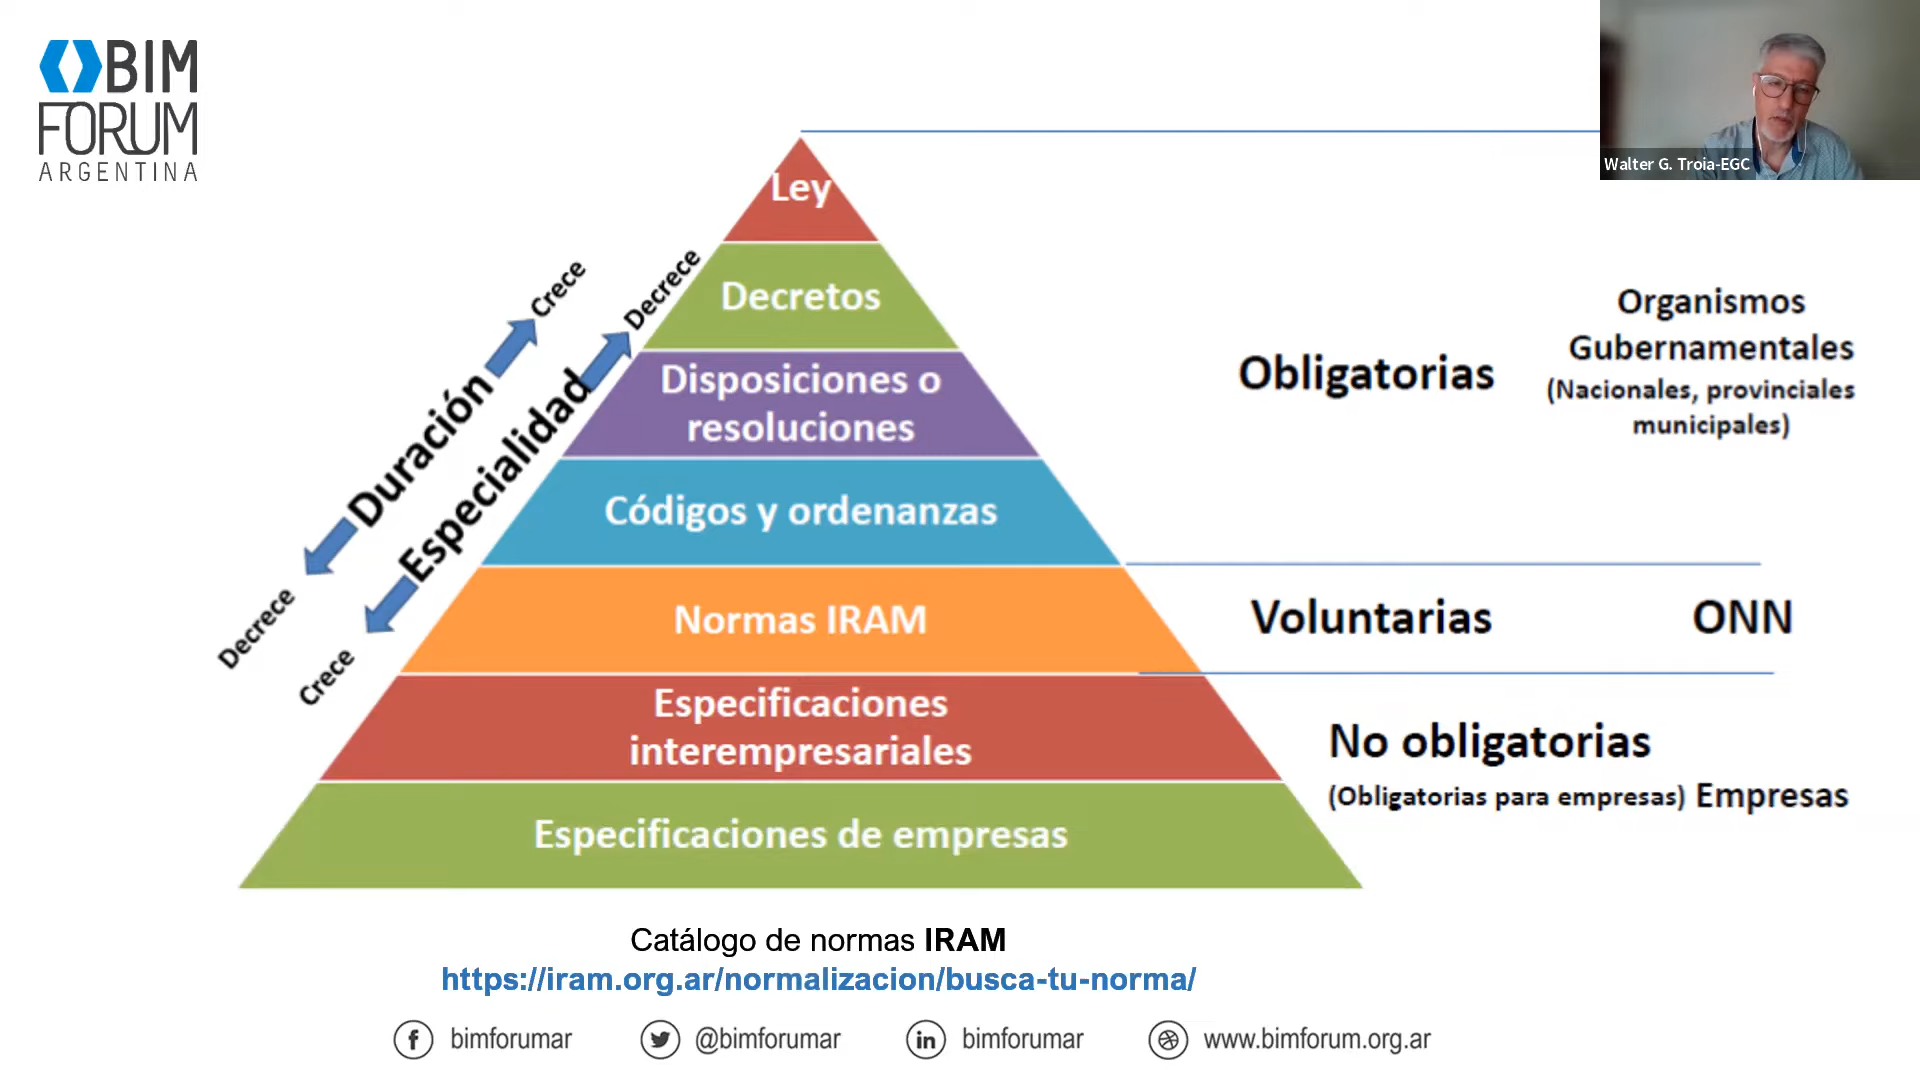 BIM
FORUM
ARGENTINA
Walter G. Troia-EGC
Ley
Decretos
Disposiciones o
resoluciones
Códigos y ordenanzas
Normas IRAM
Especificaciones
interempresariales
Especificaciones de empresas
Crece
Duración
Decrece
Decrece
Especialidad
Crece
Obligatorias
Organismos
Gubernamentales
(Nacionales, provinciales
municipales)
Voluntarias ONN
No obligatorias
(Obligatorias para empresas) Empresas
Catálogo de normas IRAM
https://iram.org.ar/normalizacion/busca-tu-norma/
bimforumar @bimforumar bimforumar www.bimforum.org.ar